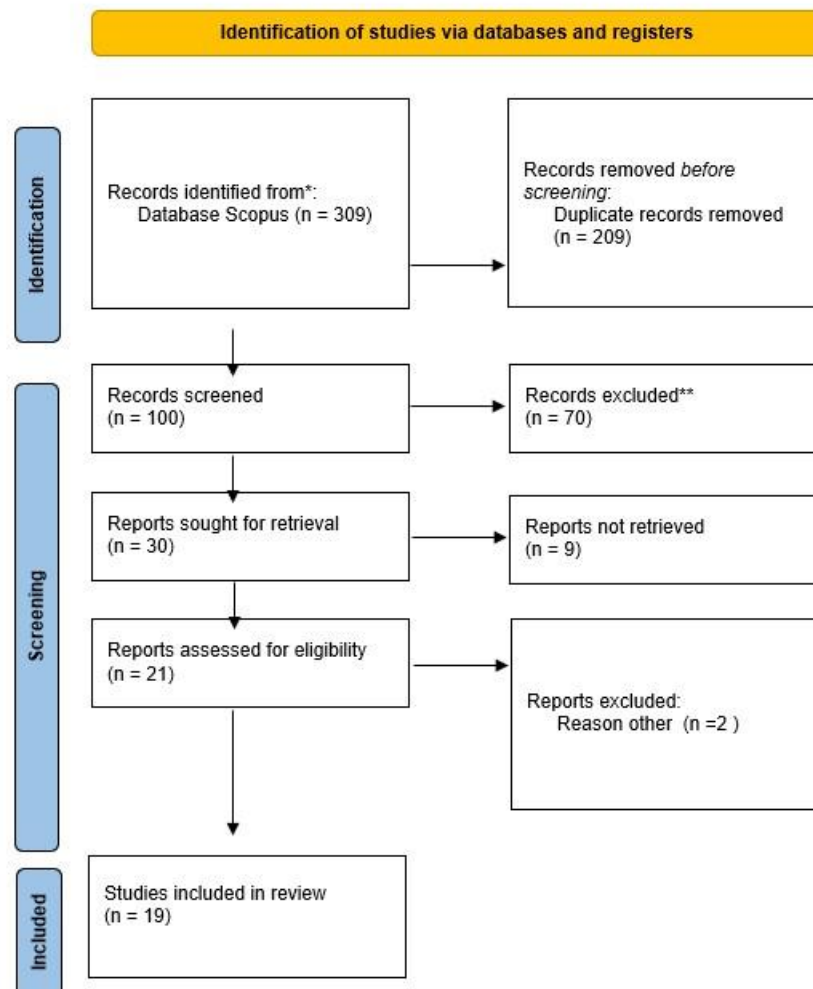 Identification of studies via databases and registers
Identification
Records identified from*:
Database Scopus (n = 309)
Records removed before
screening:
Duplicate records removed
(n = 209)
Screening
Records screened
(n = 100)
Records excluded**
(n = 70)
Reports sought for retrieval
(n = 30)
Reports not retrieved
(n = 9)
Reports assessed for eligibility
(n = 21)
Reports excluded:
Reason other (n =2 )
Included
Studies included in review
(n = 19)